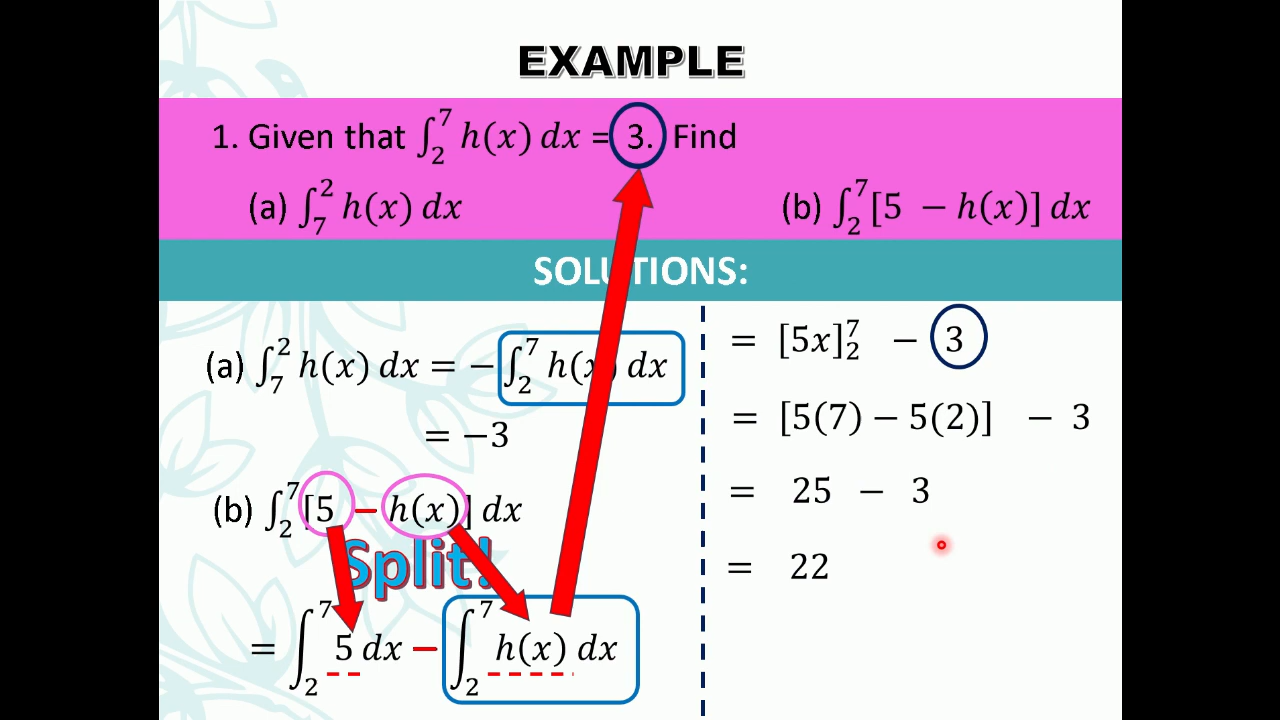 EXAMPLE
1. Given that ∫₂⁷ h(x) dx = 3. Find
(a) ∫₇² h(x) dx (b) ∫₂⁷ [5 − h(x)] dx
SOLUTIONS:
(a) ∫₇² h(x) dx = − ∫₂⁷ h(x) dx
= −3
(b) ∫₂⁷ [5 − h(x)] dx
Split!
= ∫₂⁷ 5 dx − ∫₂⁷ h(x) dx
= [5x]₂⁷ − 3
= [5(7) − 5(2)] − 3
= 25 − 3
= 22